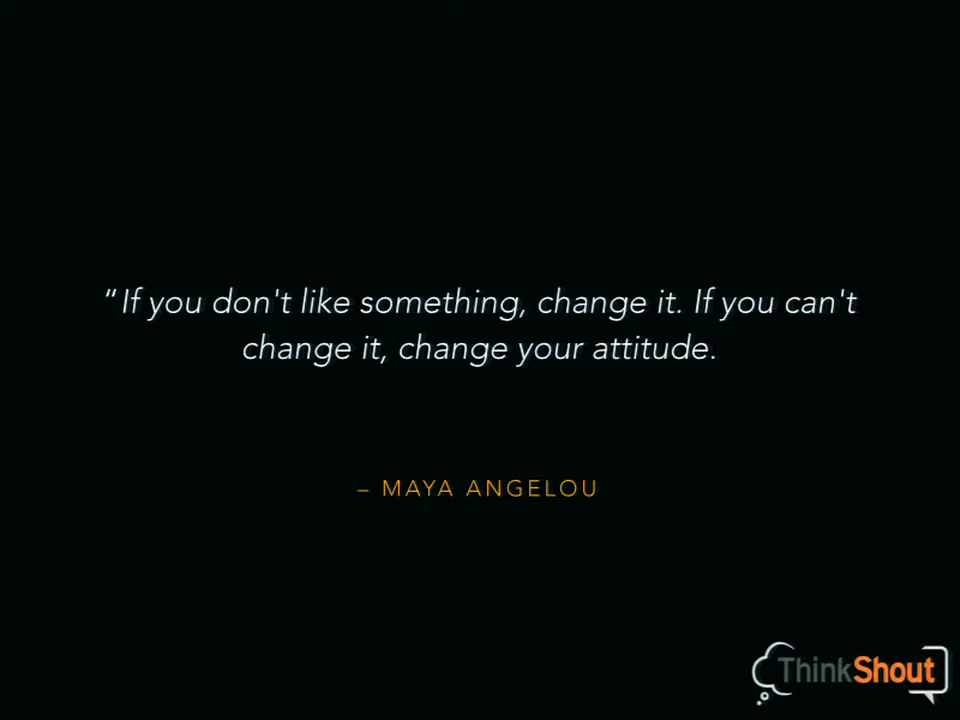 “If you don't like something, change it. If you can't
change it, change your attitude.
– MAYA ANGELOU
ThinkShout